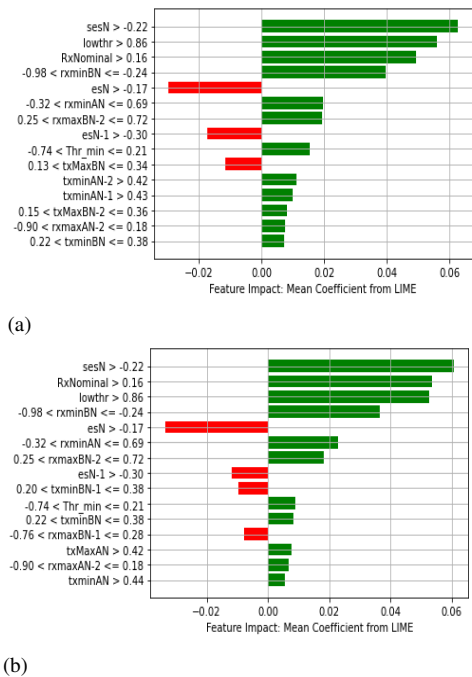 sesN > -0.22
lowthr > 0.86
RxNominal > 0.16
-0.98 < rxminBN <= -0.24
esN > -0.17
-0.32 < rxminAN <= 0.69
0.25 < rxmaxBN-2 <= 0.72
esN-1 > -0.30
-0.74 < Thr_min <= 0.21
0.13 < txMaxBN <= 0.34
txminAN-2 > 0.42
txminAN-1 > 0.43
0.15 < txMaxBN-2 <= 0.36
-0.90 < rxmaxAN-2 <= 0.18
0.22 < txminBN <= 0.38
−0.02 0.00 0.02 0.04 0.06
Feature Impact: Mean Coefficient from LIME
(a)
sesN > -0.22
RxNominal > 0.16
lowthr > 0.86
-0.98 < rxminBN <= -0.24
esN > -0.17
-0.32 < rxminAN <= 0.69
0.25 < rxmaxBN-2 <= 0.72
esN-1 > -0.30
0.20 < txminBN-1 <= 0.38
-0.74 < Thr_min <= 0.21
0.22 < txminBN <= 0.38
-0.76 < rxmaxBN-1 <= 0.28
txMaxAN > 0.42
-0.90 < rxmaxAN-2 <= 0.18
txminAN > 0.44
−0.02 0.00 0.02 0.04 0.06
Feature Impact: Mean Coefficient from LIME
(b)